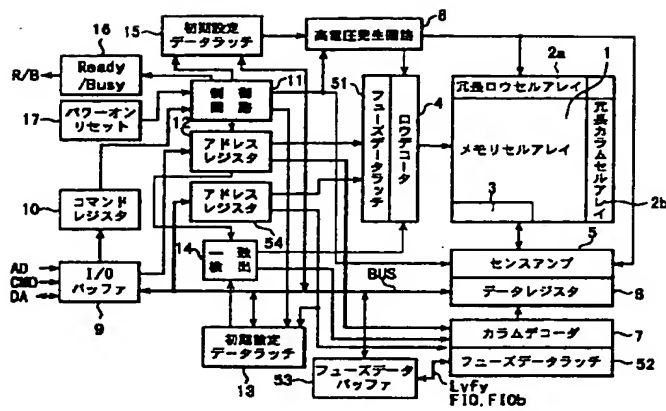 15
初期設定
データラッチ
高電圧発生回路
8
16
Ready
/Busy
R/B
11
制御
回路
51
4
2a
1
冗長ロウセルアレイ
17
パワーオン
リセット
12
アドレス
レジスタ
フューズデータラッチ
ロウデコータ
メモリセルアレイ
冗長カラムセルアレイ
アドレス
レジスタ
54
3
2b
10
コマンド
レジスタ
14
一致
検出
5
センスアンプ
BUS
データレジスタ
6
AD
CMD
DA
I/O
バッファ
9
カラムデコーダ
7
初期設定
データラッチ
13
フューズデータラッチ
52
53
フューズデータ
バッファ
Lvfy
FIO,FIOb